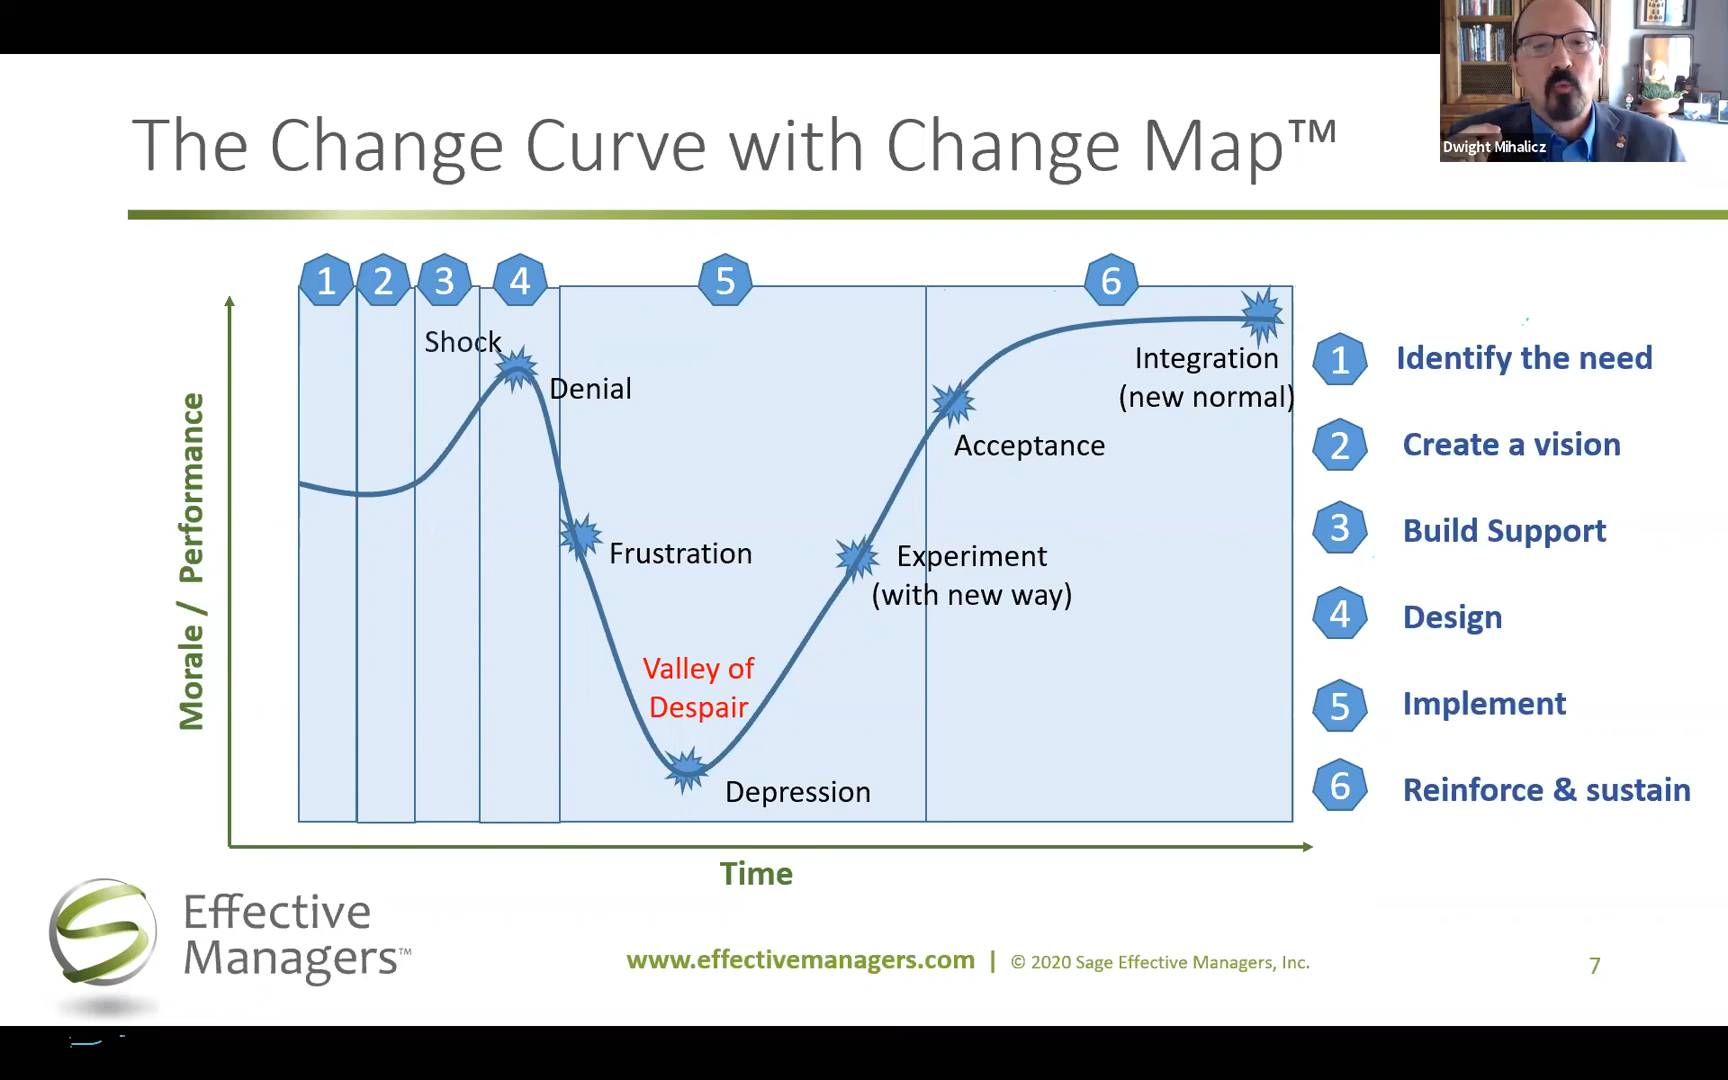 The Change Curve with Change Map™
Dwight Mihalicz
1 2 3 4 5 6
Shock
Denial
Frustration
Valley of
Despair
Depression
Experiment
(with new way)
Acceptance
Integration
(new normal)
Morale / Performance
Time
1 Identify the need
2 Create a vision
3 Build Support
4 Design
5 Implement
6 Reinforce & sustain
Effective
Managers™
www.effectivemanagers.com | © 2020 Sage Effective Managers, Inc.
7